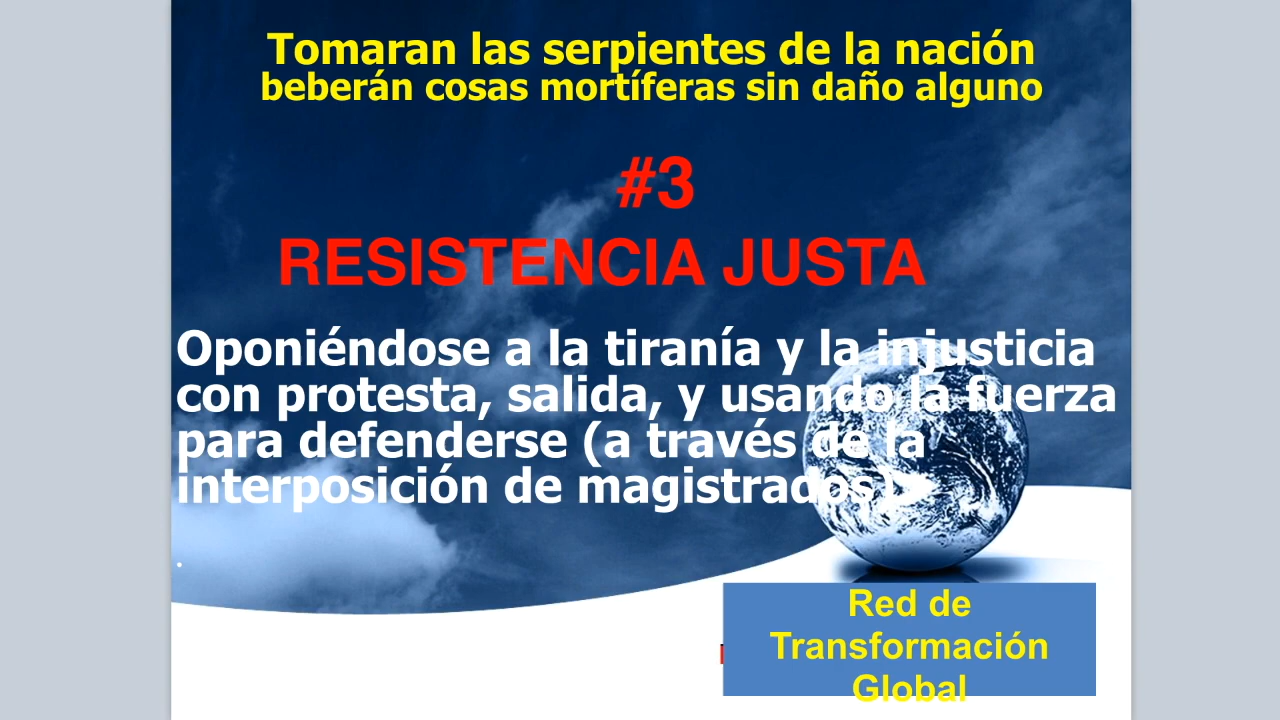 Tomaran las serpientes de la nación
beberán cosas mortíferas sin daño alguno
#3
RESISTENCIA JUSTA
Oponiéndose a la tiranía y la injusticia
con protesta, salida, y usando la fuerza
para defenderse (a través de la
interposición de magistrados).
.
Red de
Transformación
Global